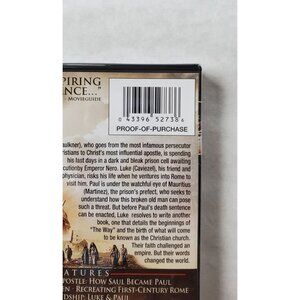 PIRING
NCE..."
- MOVIEGUIDE
0 43396 52738 6
PROOF-OF-PURCHASE
aulkner), who goes from the most infamous persecutor
hristians to Christ's most influential apostle, is spending
his last days in a dark and bleak prison cell awaiting
cution by Emperor Nero. Luke (Caviezel), his friend and
physician, risks his life when he ventures into Rome to
visit him. Paul is under the watchful eye of Mauritius
(Martinez), the prison's prefect, who seeks to
understand how this broken old man can pose
such a threat. But before Paul's death sentence
can be enacted, Luke resolves to write another
book, one that details the beginnings of
"The Way" and the birth of what will
come to be known as the Christian church.
Their faith challenged an
empire. But their words changed
the world.
EATURES
POSTLE: HOW SAUL BECAME PAUL
EN · RECREATING FIRST-CENTURY ROME
DSHIP: LUKE & PAUL